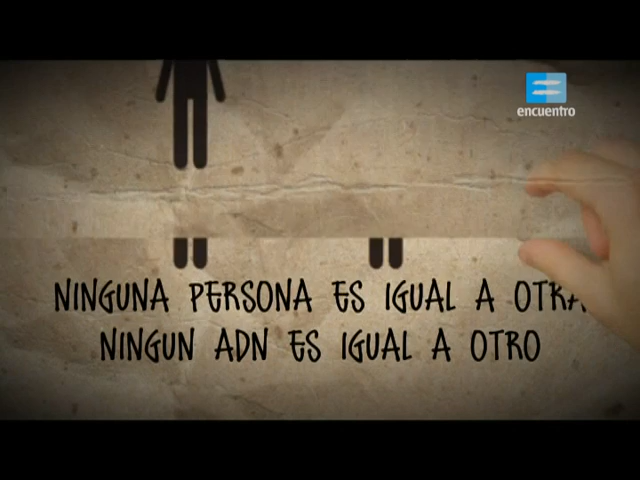 encuentro
NINGUNA PERSONA ES IGUAL A OTRA
NINGUN ADN ES IGUAL A OTRO